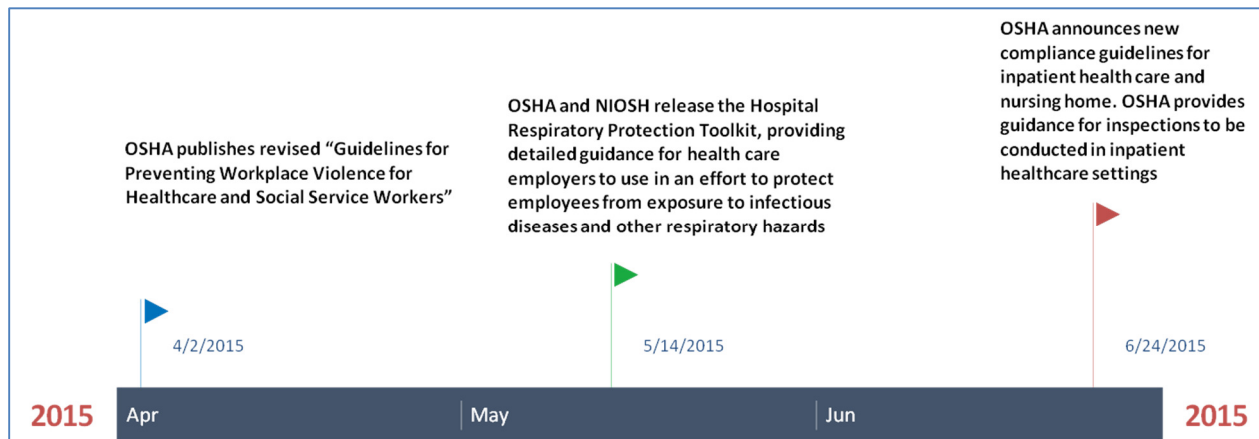 OSHA publishes revised “Guidelines for
Preventing Workplace Violence for
Healthcare and Social Service Workers”
4/2/2015
OSHA and NIOSH release the Hospital
Respiratory Protection Toolkit, providing
detailed guidance for health care
employers to use in an effort to protect
employees from exposure to infectious
diseases and other respiratory hazards
5/14/2015
OSHA announces new
compliance guidelines for
inpatient health care and
nursing home. OSHA provides
guidance for inspections to be
conducted in inpatient
healthcare settings
6/24/2015
2015 Apr May Jun 2015